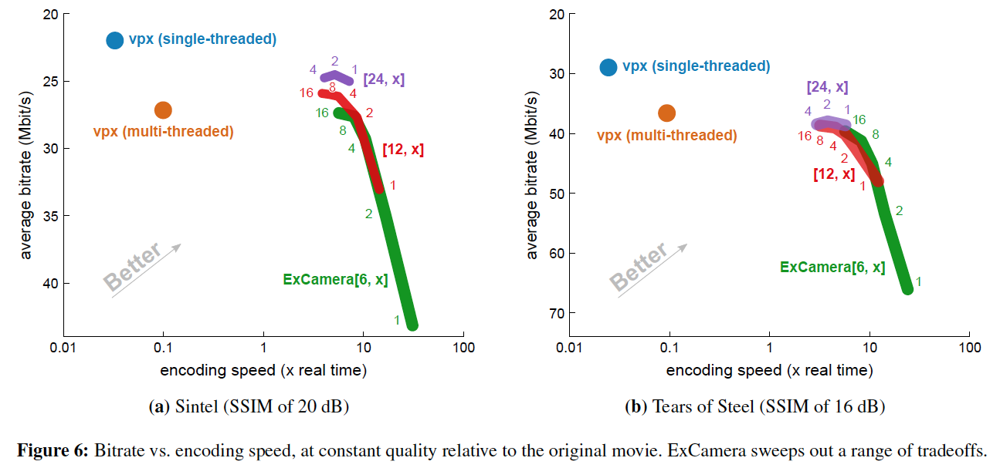 20
25
30
35
40
average bitrate (Mbit/s)
vpx (single-threaded)
vpx (multi-threaded)
4 2 1
[24, x]
16 8 4 2
[12, x]
1
16
8
4
2
ExCamera[6, x]
1
Better
0.01 0.1 1 10 100
encoding speed (x real time)
(a) Sintel (SSIM of 20 dB)
20
30
40
50
60
70
average bitrate (Mbit/s)
vpx (single-threaded)
vpx (multi-threaded)
[24, x]
4 2 1
16
8
4
2
1
16 8 4 2
[12, x]
1
ExCamera[6, x]
Better
0.01 0.1 1 10 100
encoding speed (x real time)
(b) Tears of Steel (SSIM of 16 dB)
Figure 6: Bitrate vs. encoding speed, at constant quality relative to the original movie. ExCamera sweeps out a range of tradeoffs.